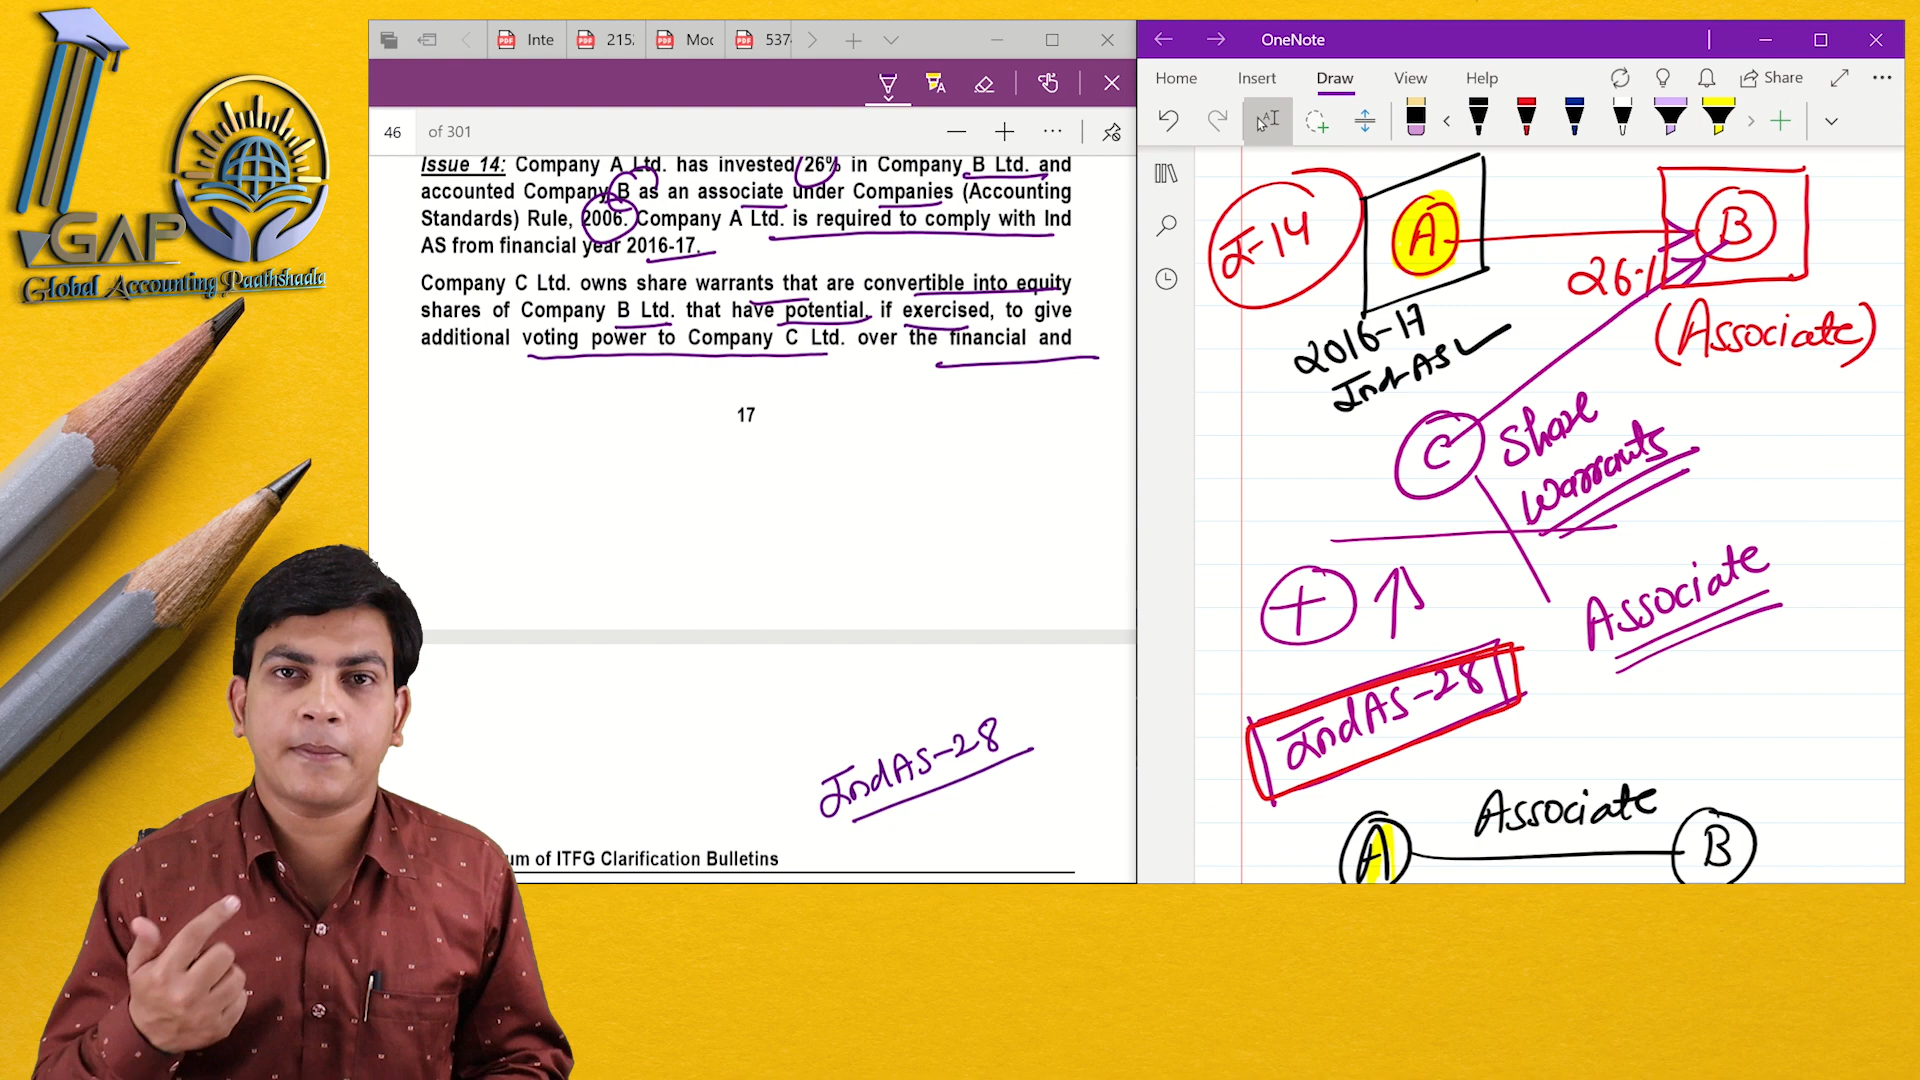 GAP
Global Accounting Paathshada
Inte
215
Mod
537
46
of 301
Issue 14: Company A Ltd. has invested 26% in Company B Ltd. and
accounted Company B as an associate under Companies (Accounting
Standards) Rule, 2006. Company A Ltd. is required to comply with Ind
AS from financial year 2016-17.
Company C Ltd. owns share warrants that are convertible into equity
shares of Company B Ltd. that have potential, if exercised, to give
additional voting power to Company C Ltd. over the financial and
17
IndAS-28
um of ITFG Clarification Bulletins
OneNote
Home Insert Draw View Help
Share
I-14
A
B
26%
(Associate)
2016-17
IndAS
C
Share
warrants
+
Associate
IndAS-28
Associate
A
B